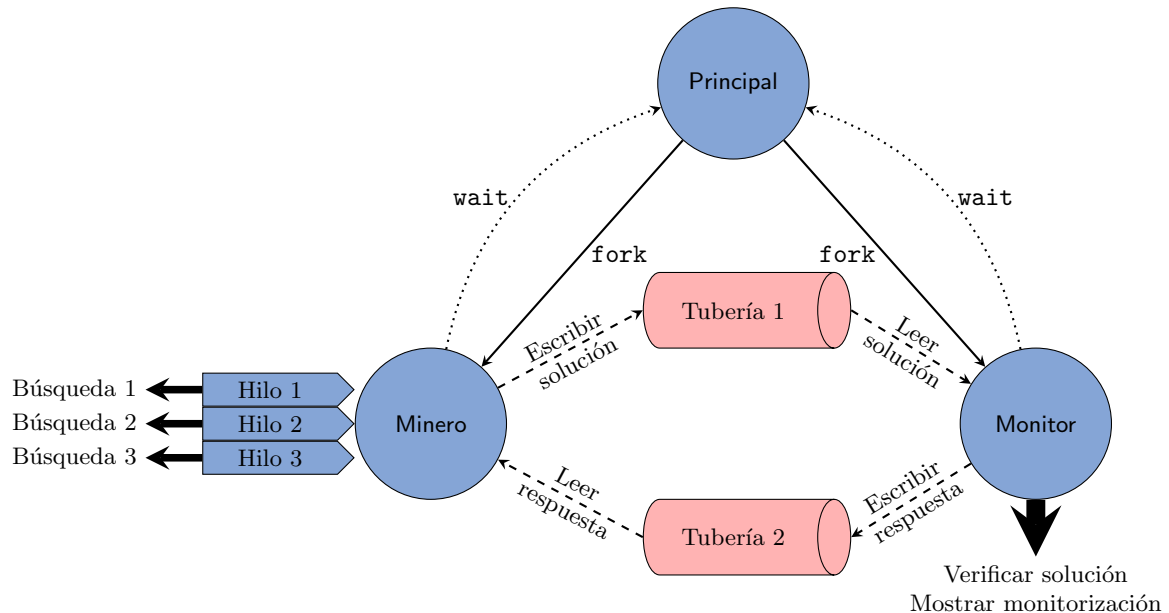 Principal
wait
wait
fork
fork
Escribir
solución
Tubería 1
Leer
solución
Búsqueda 1
Hilo 1
Búsqueda 2
Hilo 2
Búsqueda 3
Hilo 3
Minero
Monitor
Leer
respuesta
Tubería 2
Escribir
respuesta
Verificar solución
Mostrar monitorización